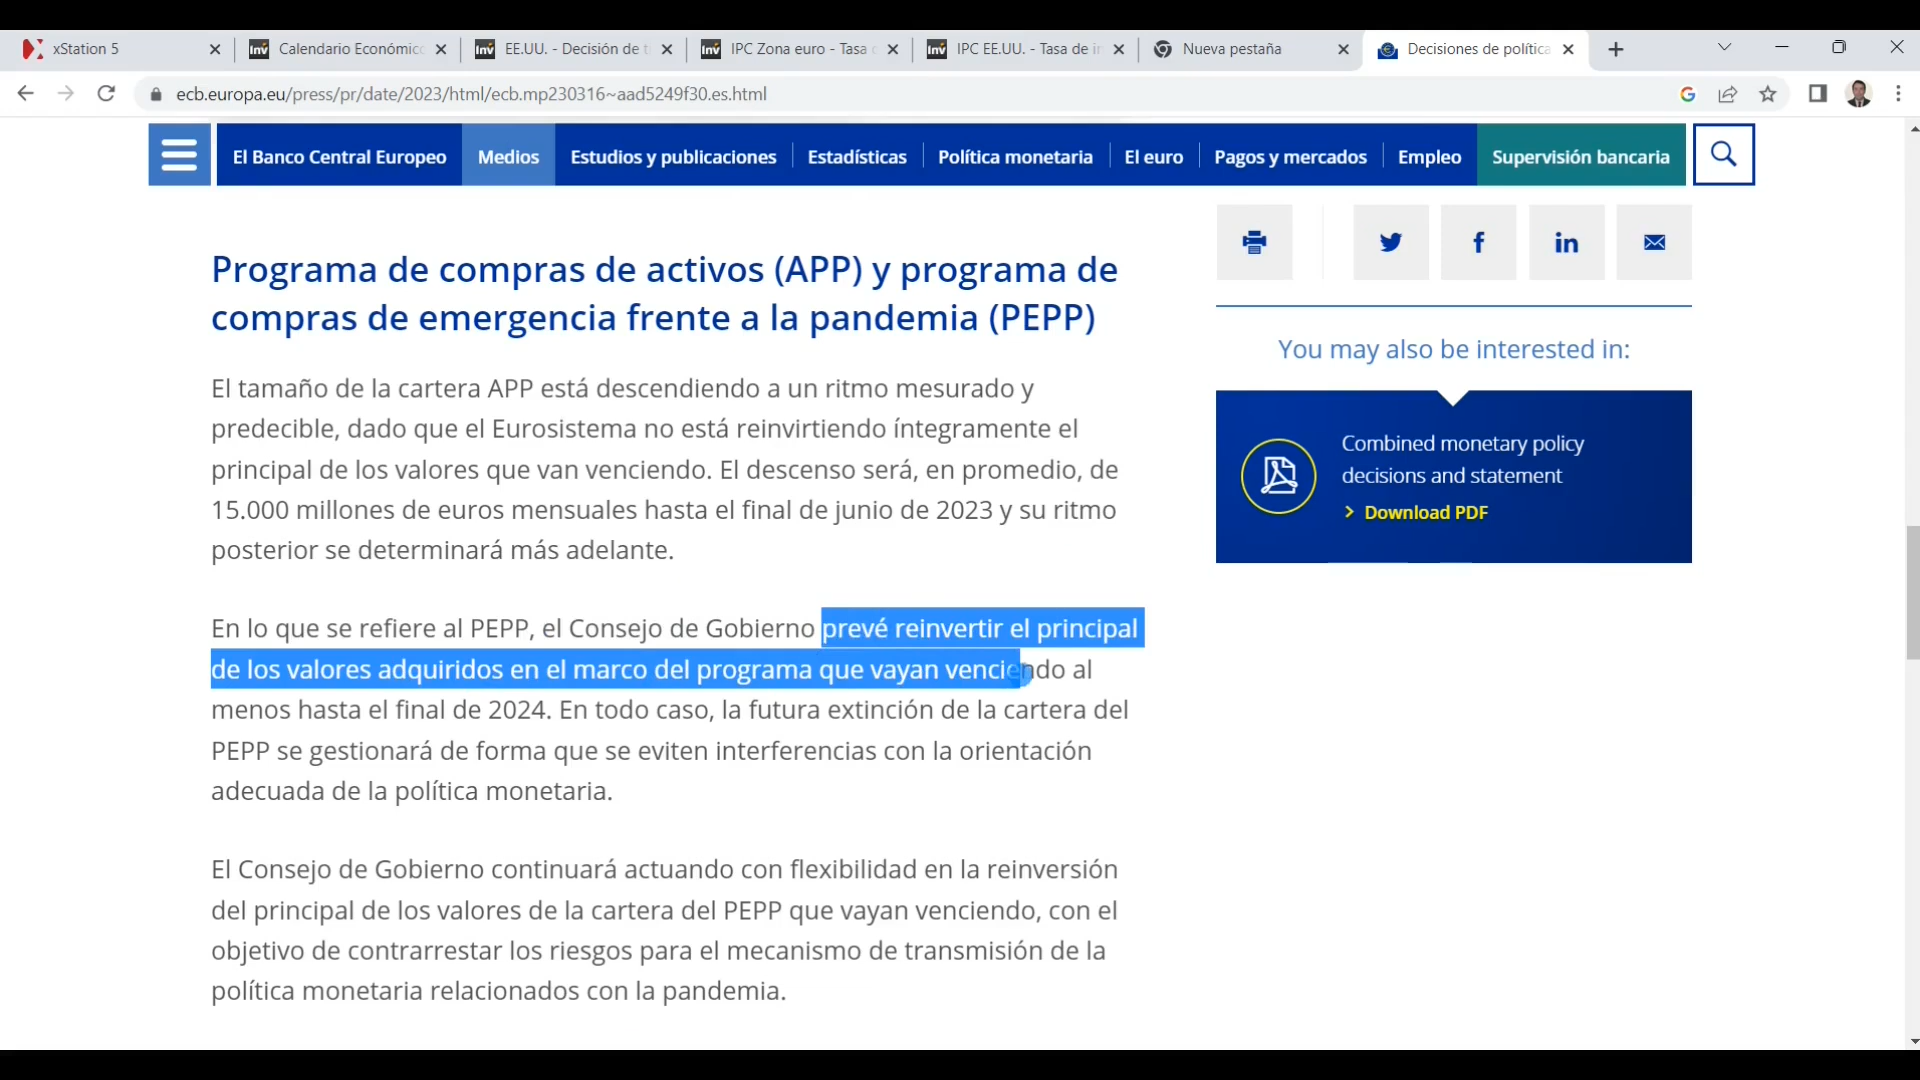 xStation 5
Calendario Económico
EE.UU. - Decisión de t
IPC Zona euro - Tasa d
IPC EE.UU. - Tasa de in
Nueva pestaña
Decisiones de política
ecb.europa.eu/press/pr/date/2023/html/ecb.mp230316~aad5249f30.es.html
El Banco Central Europeo
Medios
Estudios y publicaciones
Estadísticas
Política monetaria
El euro
Pagos y mercados
Empleo
Supervisión bancaria
Programa de compras de activos (APP) y programa de
compras de emergencia frente a la pandemia (PEPP)
El tamaño de la cartera APP está descendiendo a un ritmo mesurado y
predecible, dado que el Eurosistema no está reinvirtiendo íntegramente el
principal de los valores que van venciendo. El descenso será, en promedio, de
15.000 millones de euros mensuales hasta el final de junio de 2023 y su ritmo
posterior se determinará más adelante.
En lo que se refiere al PEPP, el Consejo de Gobierno prevé reinvertir el principal
de los valores adquiridos en el marco del programa que vayan venciendo al
menos hasta el final de 2024. En todo caso, la futura extinción de la cartera del
PEPP se gestionará de forma que se eviten interferencias con la orientación
adecuada de la política monetaria.
El Consejo de Gobierno continuará actuando con flexibilidad en la reinversión
del principal de los valores de la cartera del PEPP que vayan venciendo, con el
objetivo de contrarrestar los riesgos para el mecanismo de transmisión de la
política monetaria relacionados con la pandemia.
You may also be interested in:
Combined monetary policy
decisions and statement
Download PDF